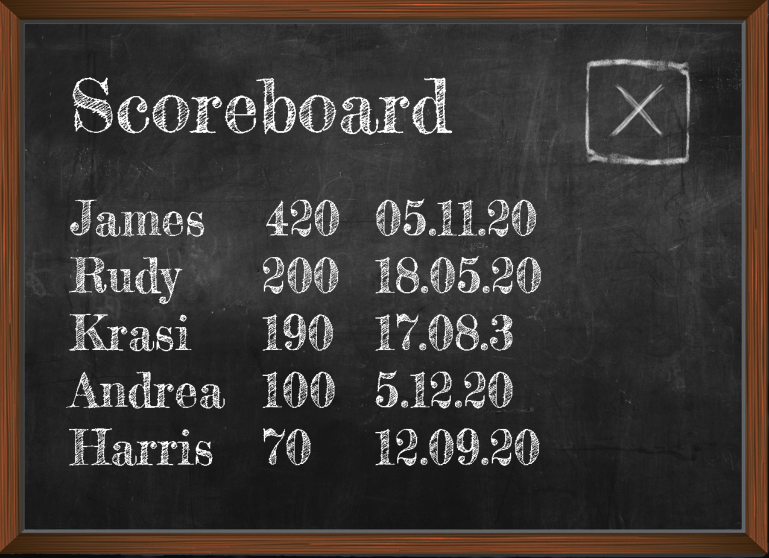 Scoreboard
James 420 05.11.20
Rudy 200 18.05.20
Krasi 190 17.08.3
Andrea 100 5.12.20
Harris 70 12.09.20